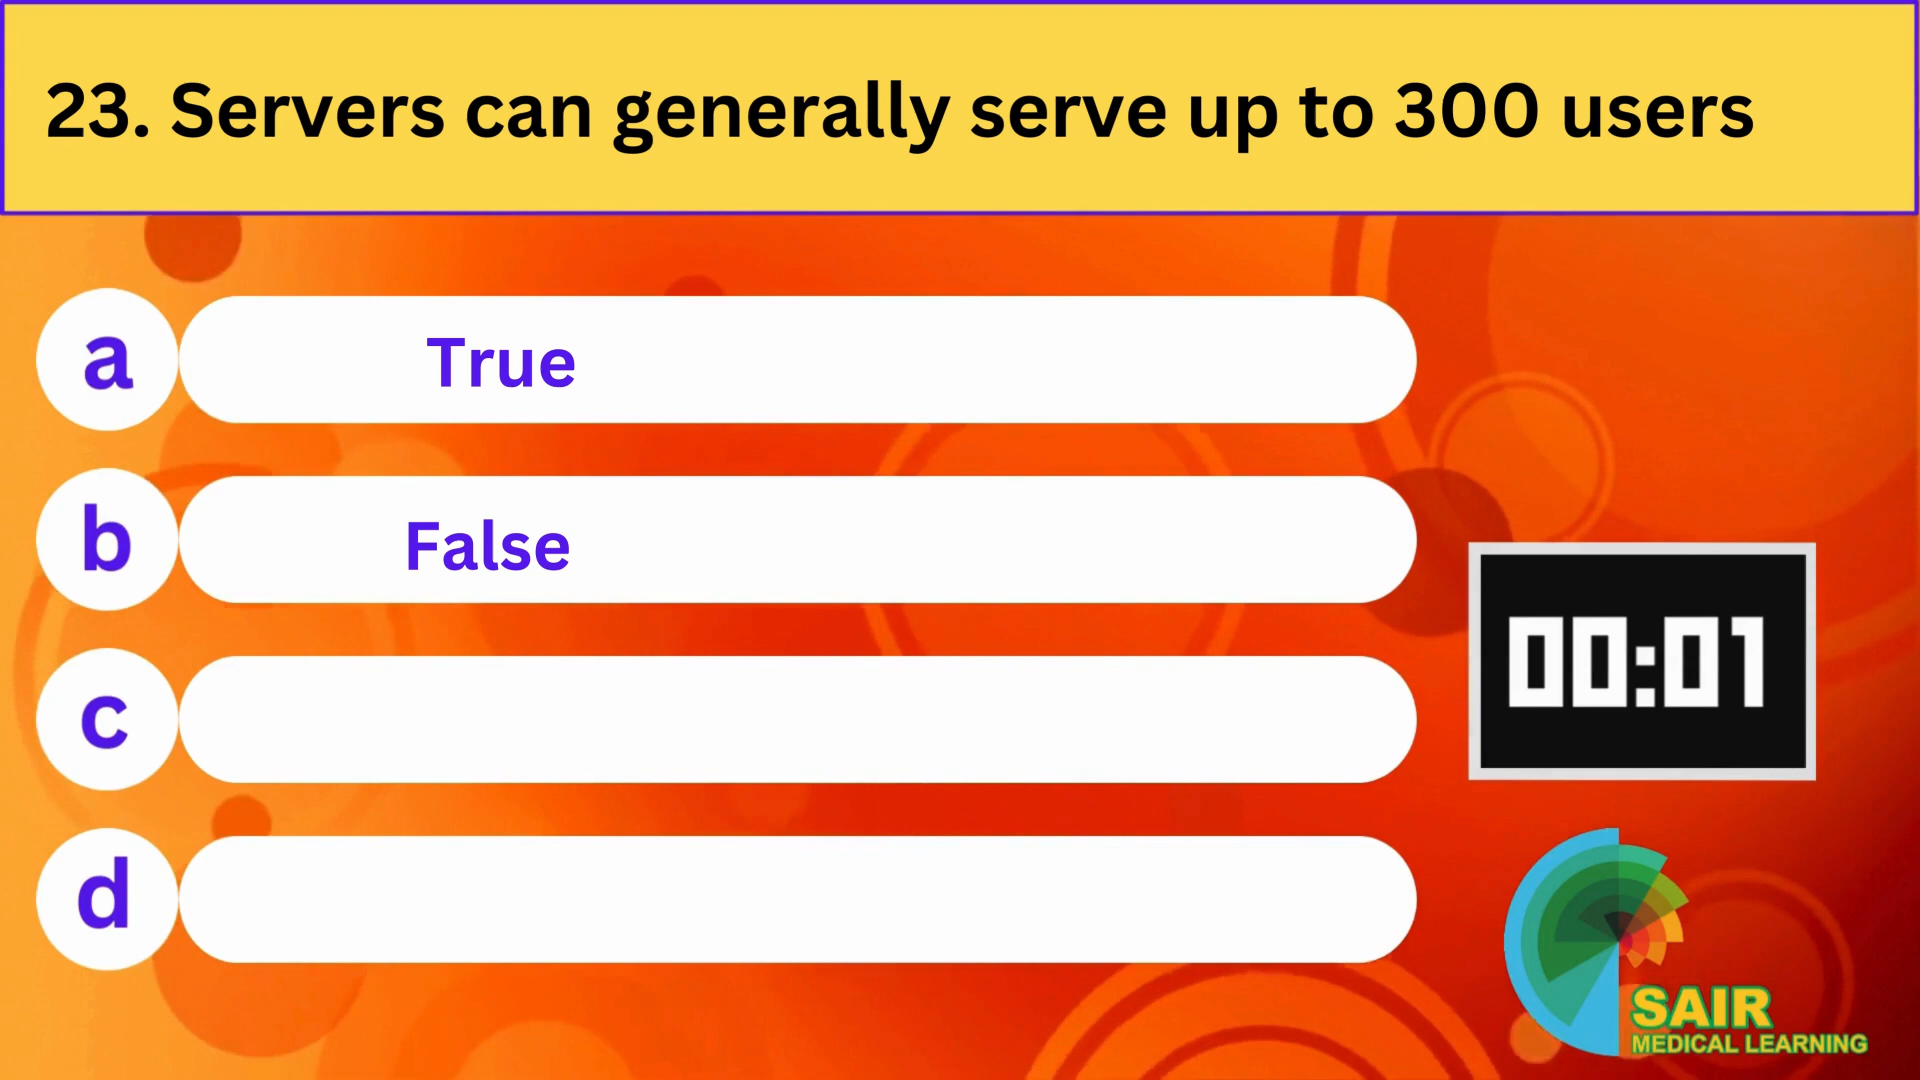 23. Servers can generally serve up to 300 users
a True
b False
c
d
00:01
SAIR
MEDICAL LEARNING